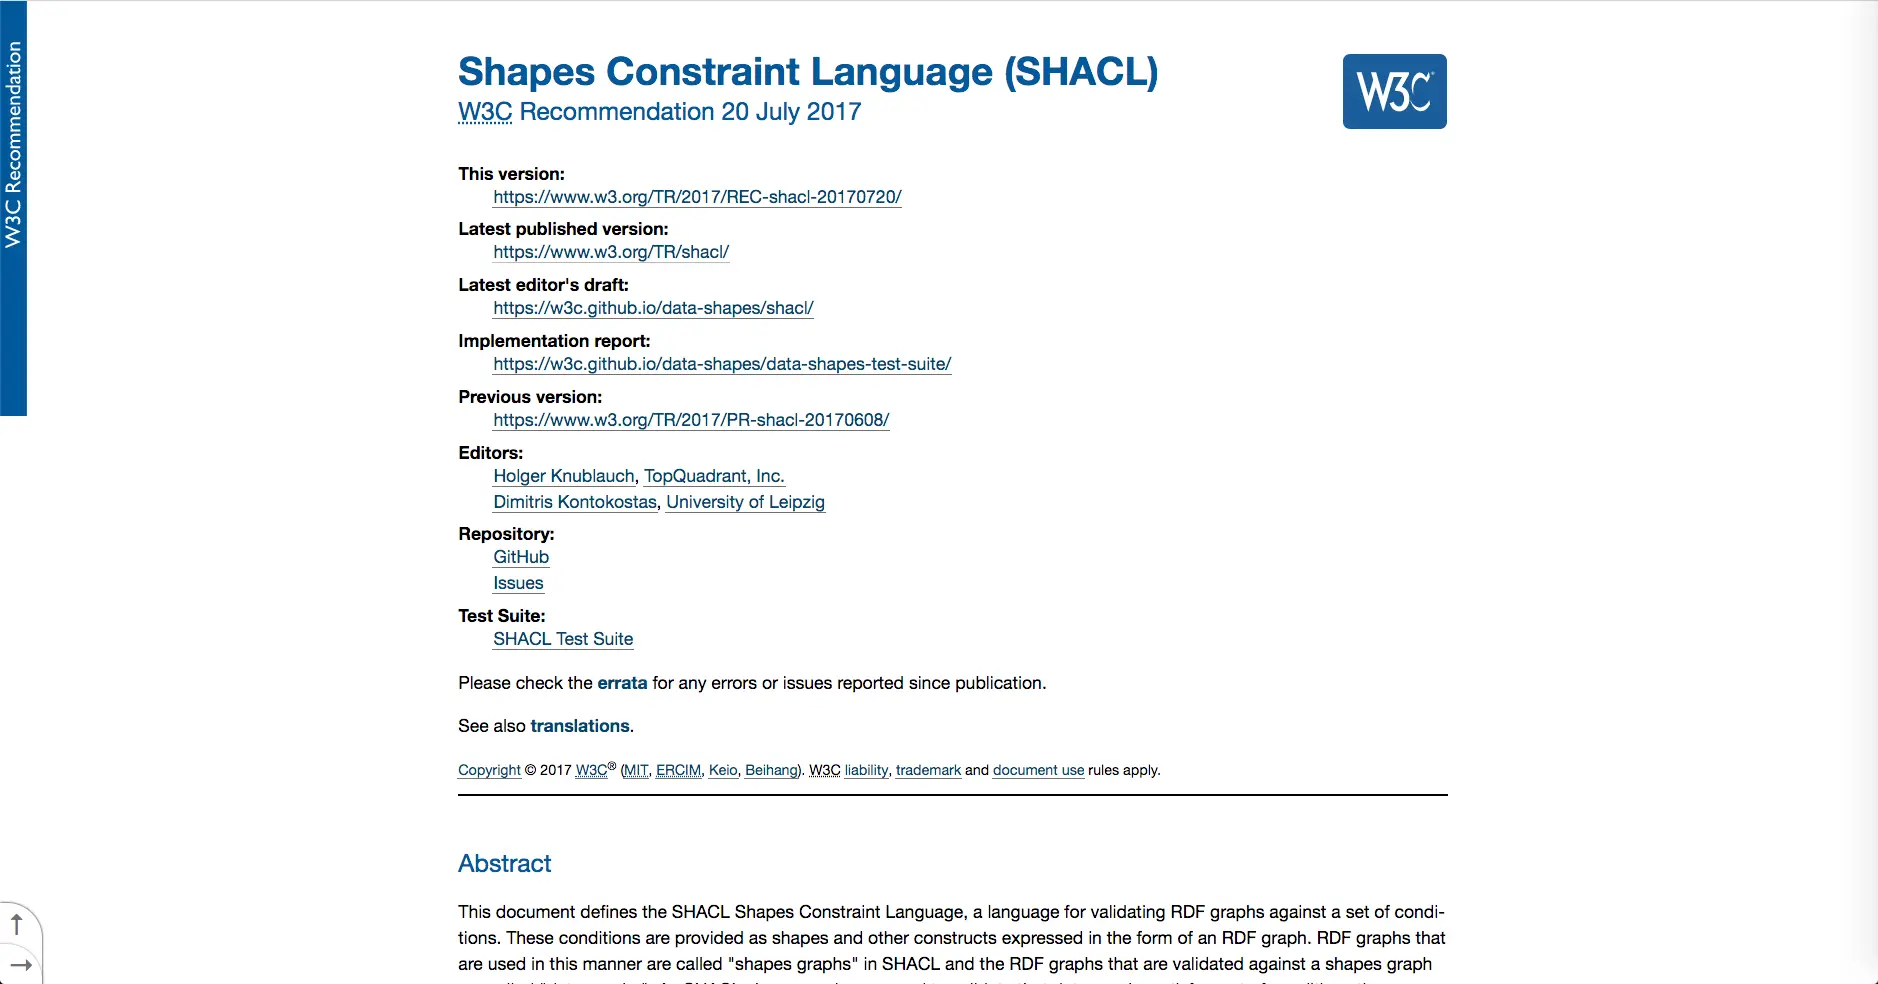 W3C Recommendation
Shapes Constraint Language (SHACL)
W3C
W3C Recommendation 20 July 2017
This version:
https://www.w3.org/TR/2017/REC-shacl-20170720/
Latest published version:
https://www.w3.org/TR/shacl/
Latest editor's draft:
https://w3c.github.io/data-shapes/shacl/
Implementation report:
https://w3c.github.io/data-shapes/data-shapes-test-suite/
Previous version:
https://www.w3.org/TR/2017/PR-shacl-20170608/
Editors:
Holger Knublauch, TopQuadrant, Inc.
Dimitris Kontokostas, University of Leipzig
Repository:
GitHub
Issues
Test Suite:
SHACL Test Suite
Please check the errata for any errors or issues reported since publication.
See also translations.
Copyright © 2017 W3C® (MIT, ERCIM, Keio, Beihang). W3C liability, trademark and document use rules apply.
Abstract
This document defines the SHACL Shapes Constraint Language, a language for validating RDF graphs against a set of condi-
tions. These conditions are provided as shapes and other constructs expressed in the form of an RDF graph. RDF graphs that
are used in this manner are called "shapes graphs" in SHACL and the RDF graphs that are validated against a shapes graph